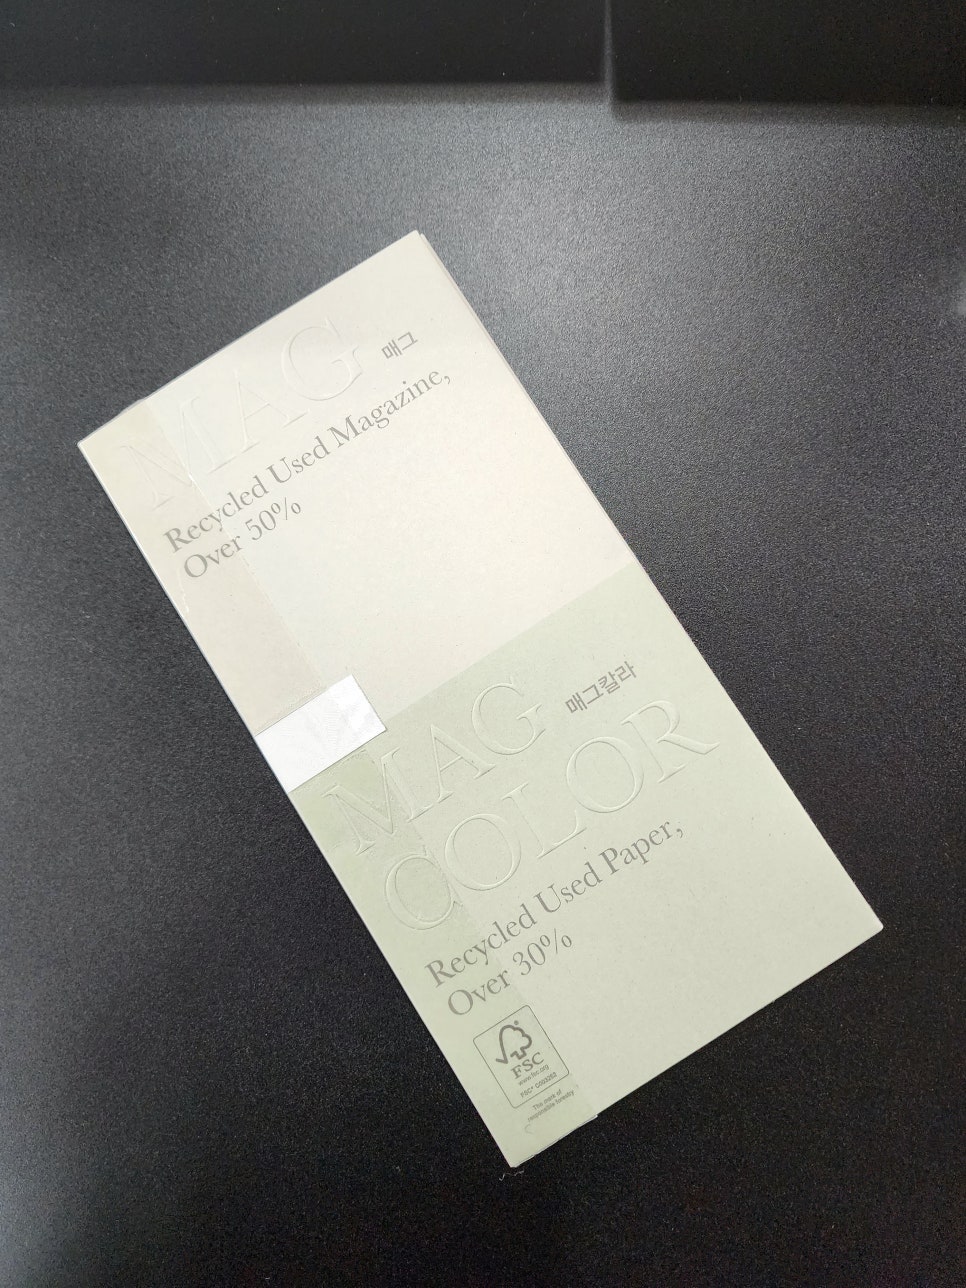 MAG 매그
Recycled Used Magazine,
Over 50%
MAG 매그칼라
COLOR
Recycled Used Paper,
Over 30%
FSC
www.fsc.org
The mark of
responsible forestry